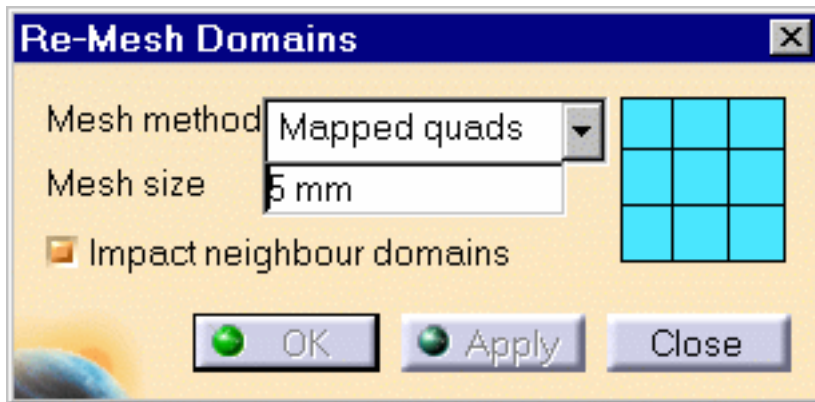 Re-Mesh Domains
Mesh method Mapped quads
Mesh size 5 mm
Impact neighbour domains
OK Apply Close